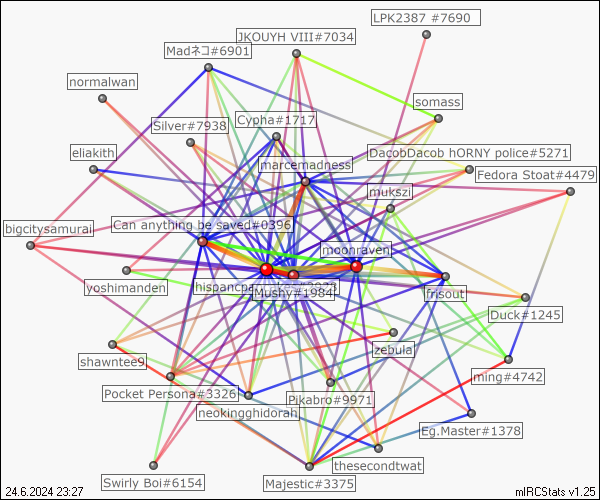 LPK2387 #7690
JKOUYH VIII#7034
Madネコ#6901
normalwan
somass
Cypha#1717
Silver#7938
eliakith
DacobDacob hORNY police#5271
marcemadness
Fedora Stoat#4479
mukszi
Can anything be saved#0396
bigcitysamurai
moonraven
yoshimanden
Mushy#1984
frisout
Duck#1245
zebula
shawntee9
ming#4742
Pocket Persona#3326
Pikabro#9971
neokingghidorah
Eg.Master#1378
thesecondtwat
Swirly Boi#6154
Majestic#3375
24.6.2024 23:27
mIRCStats v1.25